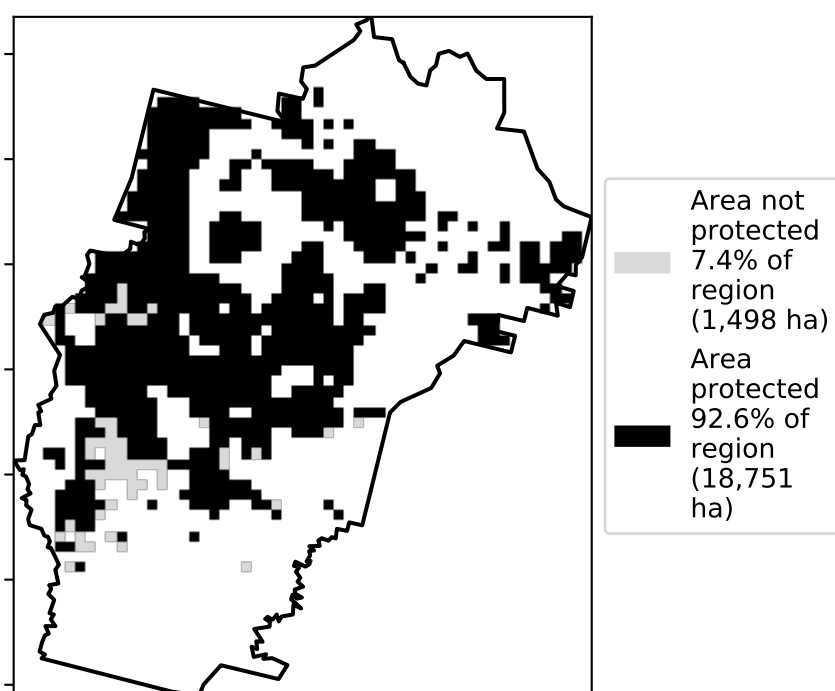 Area not
protected
7.4% of
region
(1,498 ha)
Area
protected
92.6% of
region
(18,751
ha)